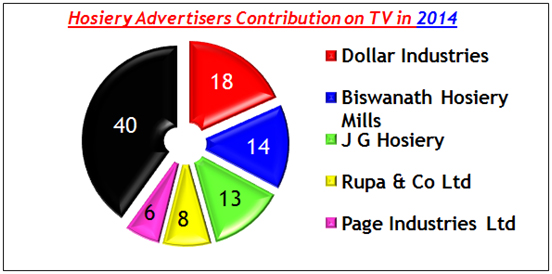 Hosiery Advertisers Contribution on TV in 2014
18
14
13
8
6
40
Dollar Industries
Biswanath Hosiery
Mills
J G Hosiery
Rupa & Co Ltd
Page Industries Ltd